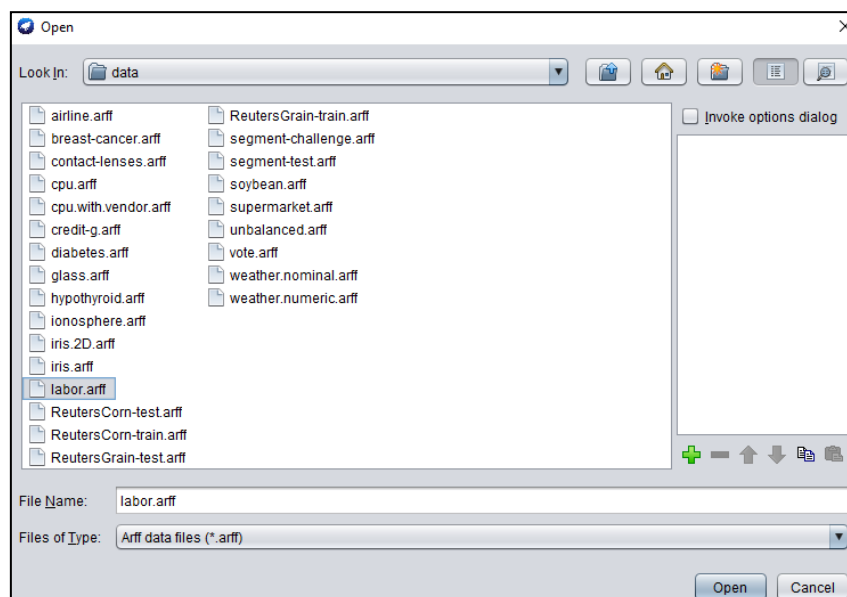 Open
Look In: data
airline.arff
breast-cancer.arff
contact-lenses.arff
cpu.arff
cpu.with.vendor.arff
credit-g.arff
diabetes.arff
glass.arff
hypothyroid.arff
ionosphere.arff
iris.2D.arff
iris.arff
labor.arff
ReutersCorn-test.arff
ReutersCorn-train.arff
ReutersGrain-test.arff
ReutersGrain-train.arff
segment-challenge.arff
segment-test.arff
soybean.arff
supermarket.arff
unbalanced.arff
vote.arff
weather.nominal.arff
weather.numeric.arff
Invoke options dialog
File Name: labor.arff
Files of Type: Arff data files (*.arff)
Open Cancel